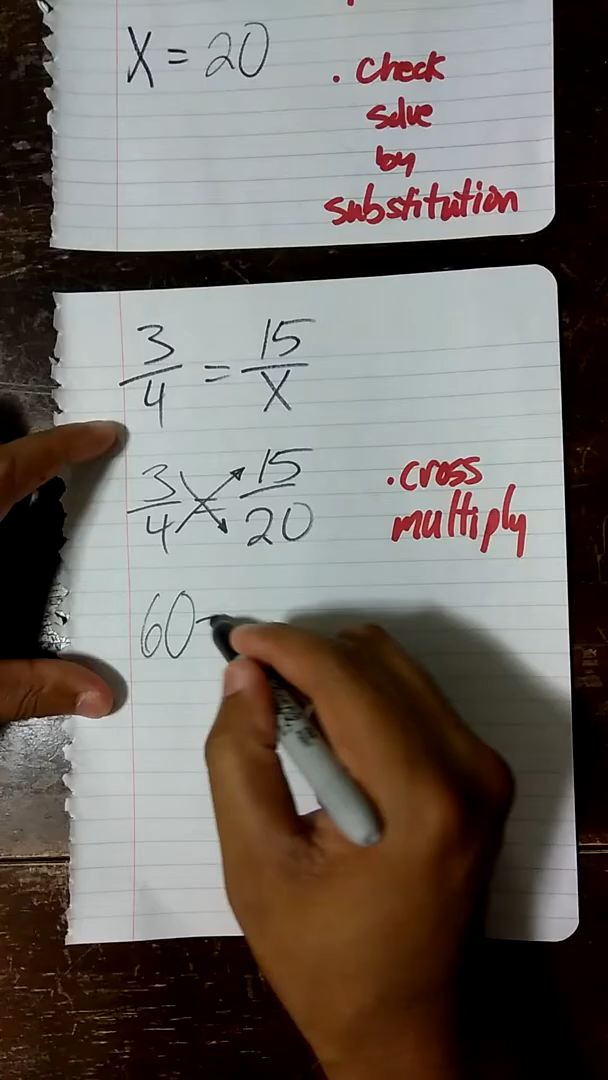 X = 20
. check
solve
by
substitution
3/4 = 15/X
3/4 15/20
.cross
multiply
60 -